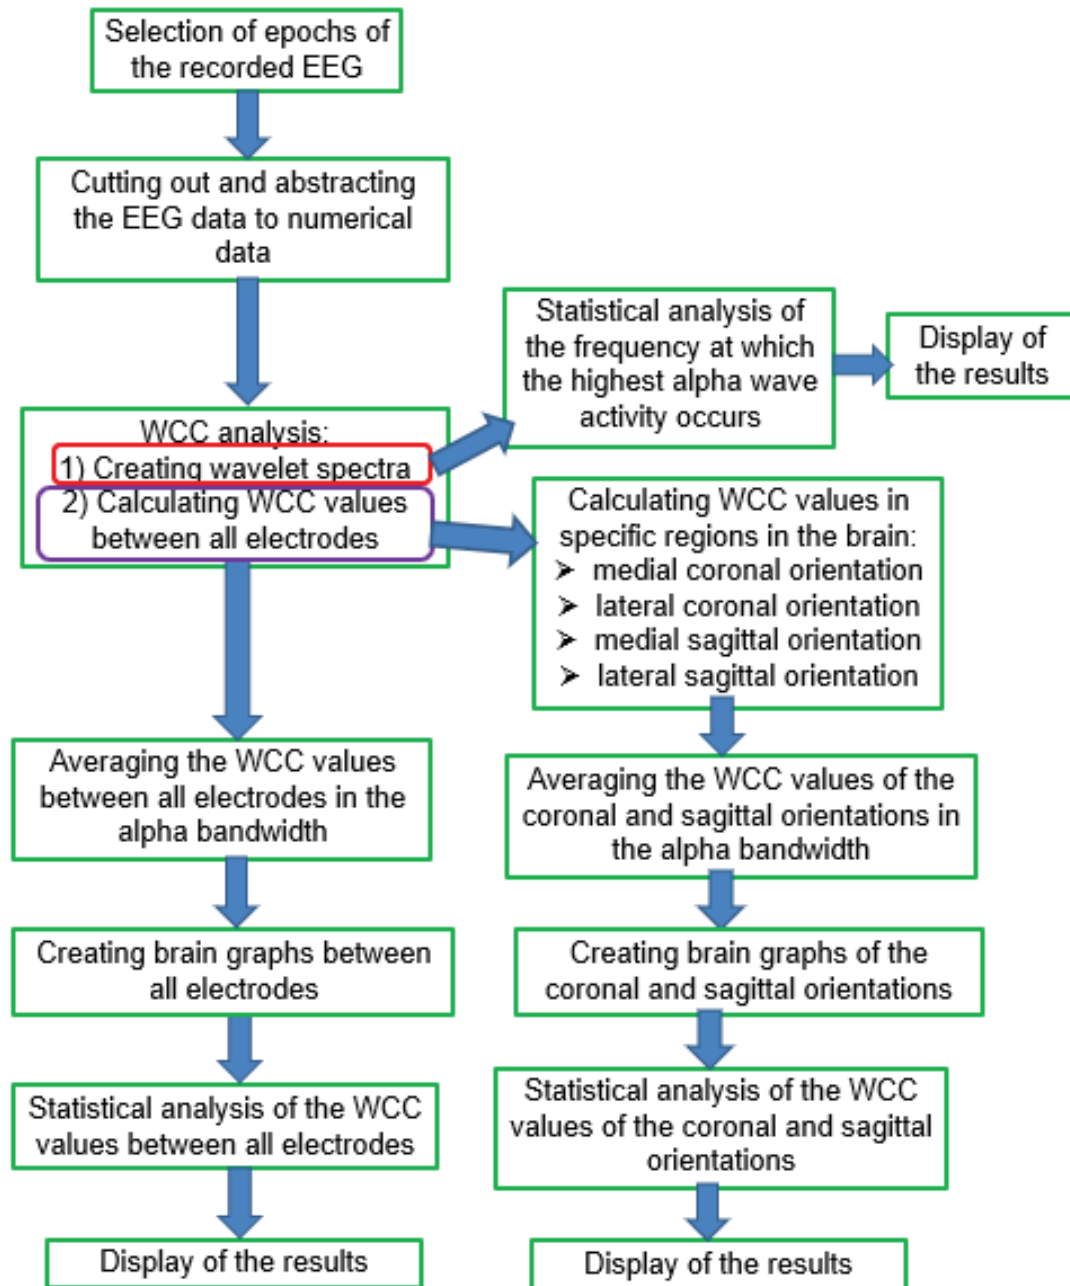 Selection of epochs of
the recorded EEG
Cutting out and abstracting
the EEG data to numerical
data
WCC analysis:
1) Creating wavelet spectra
2) Calculating WCC values
between all electrodes
Statistical analysis of
the frequency at which
the highest alpha wave
activity occurs
Display of
the results
Calculating WCC values in
specific regions in the brain:
➢ medial coronal orientation
➢ lateral coronal orientation
➢ medial sagittal orientation
➢ lateral sagittal orientation
Averaging the WCC values
between all electrodes in the
alpha bandwidth
Creating brain graphs between
all electrodes
Statistical analysis of the WCC
values between all electrodes
Display of the results
Averaging the WCC values of the
coronal and sagittal orientations in
the alpha bandwidth
Creating brain graphs of the
coronal and sagittal orientations
Statistical analysis of the WCC
values of the coronal and sagittal
orientations
Display of the results